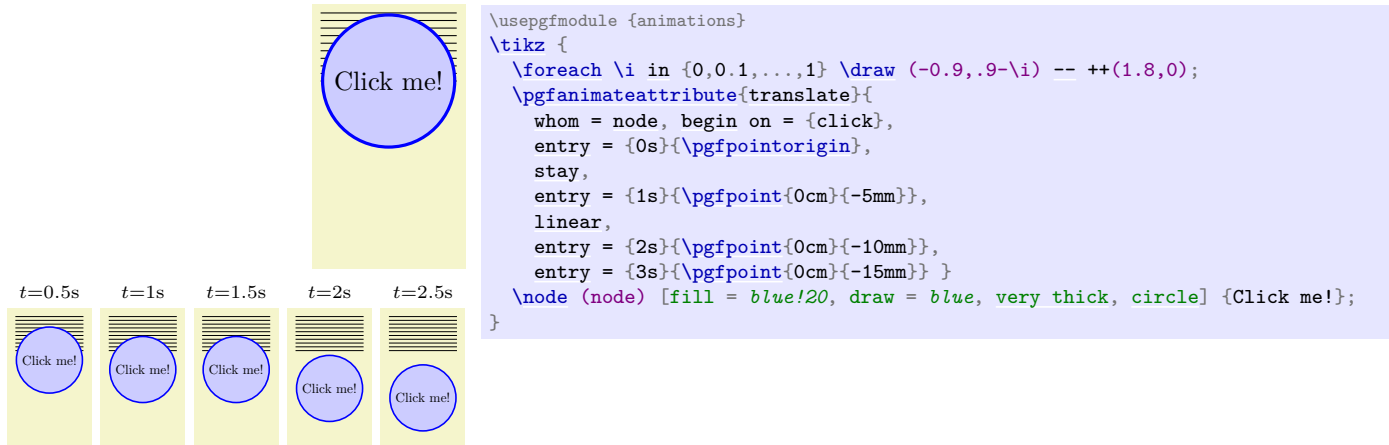 Click me!
t=0.5s t=1s t=1.5s t=2s t=2.5s
Click me! Click me! Click me! Click me! Click me!
\usepgfmodule {animations}
\tikz {
  \foreach \i in {0,0.1,...,1} \draw (-0.9,.9-\i) -- ++(1.8,0);
  \pgfanimateattribute{translate}{
    whom = node, begin on = {click},
    entry = {0s}{\pgfpointorigin},
    stay,
    entry = {1s}{\pgfpoint{0cm}{-5mm}},
    linear,
    entry = {2s}{\pgfpoint{0cm}{-10mm}},
    entry = {3s}{\pgfpoint{0cm}{-15mm}} }
  \node (node) [fill = blue!20, draw = blue, very thick, circle] {Click me!};
}